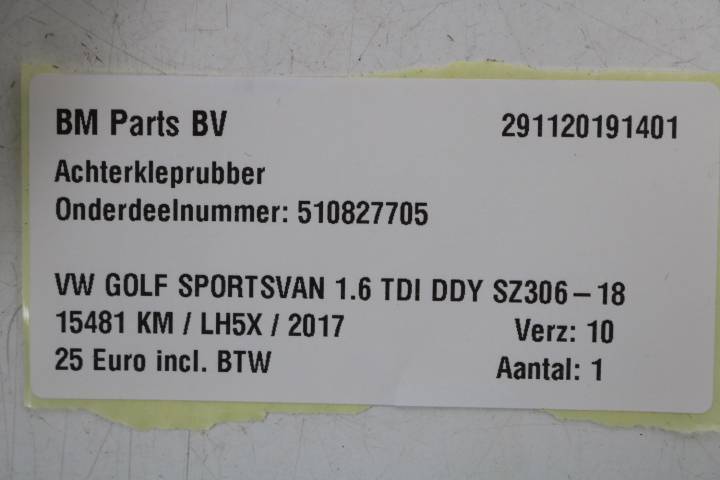 BM Parts BV 291120191401
Achterkleprubber
Onderdeelnummer: 510827705
VW GOLF SPORTSVAN 1.6 TDI DDY SZ306-18
15481 KM / LH5X / 2017 Verz: 10
25 Euro incl. BTW Aantal: 1